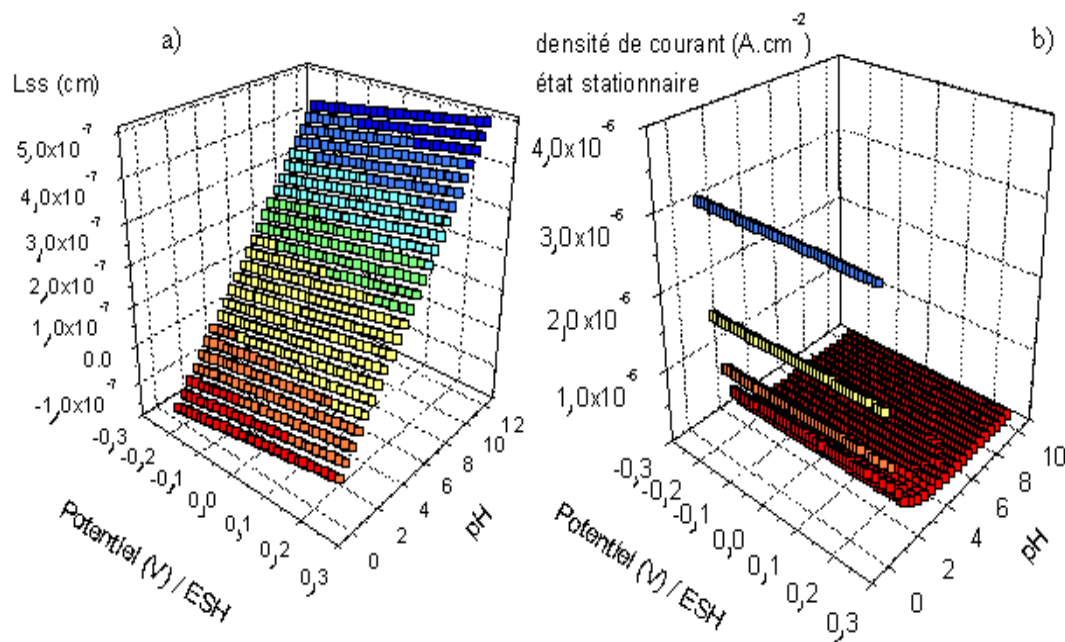 a)
Lss (cm)
5,0x10⁻⁷
4,0x10⁻⁷
3,0x10⁻⁷
2,0x10⁻⁷
1,0x10⁻⁷
0.0
-1,0x10⁻⁷
-0,3
-0,2
-0,1
0,0
0,1
0,2
0,3
Potentiel (V) / ESH
0
2
4
6
8
10
12
pH
b)
densité de courant (A.cm⁻²)
état stationnaire
4,0x10⁻⁶
3,0x10⁻⁶
2,0x10⁻⁶
1,0x10⁻⁶
-0,3
-0,2
-0,1
0,0
0,1
0,2
0,3
Potentiel (V) / ESH
0
2
4
6
8
10
pH